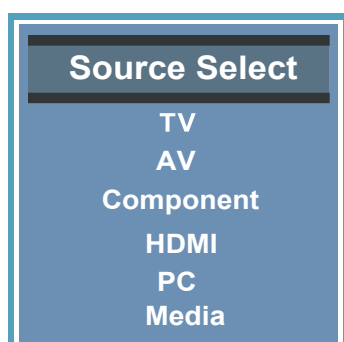 Source Select
TV
AV
Component
HDMI
PC
Media